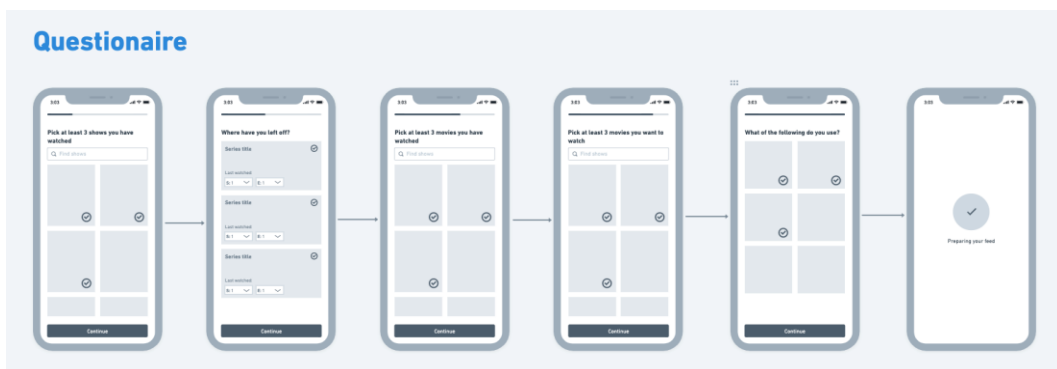 Questionaire
3:03
Pick at least 3 shows you have
watched
Find shows
Continue
3:03
Where have you left off?
Series title
Last watched
S: 1
E: 1
Series title
Last watched
S: 1
E: 1
Series title
Last watched
S: 1
E: 1
Continue
3:03
Pick at least 3 movies you have
watched
Find shows
Continue
3:03
Pick at least 3 movies you want to
watch
Find shows
Continue
3:03
What of the following do you use?
Continue
3:03
Preparing your feed